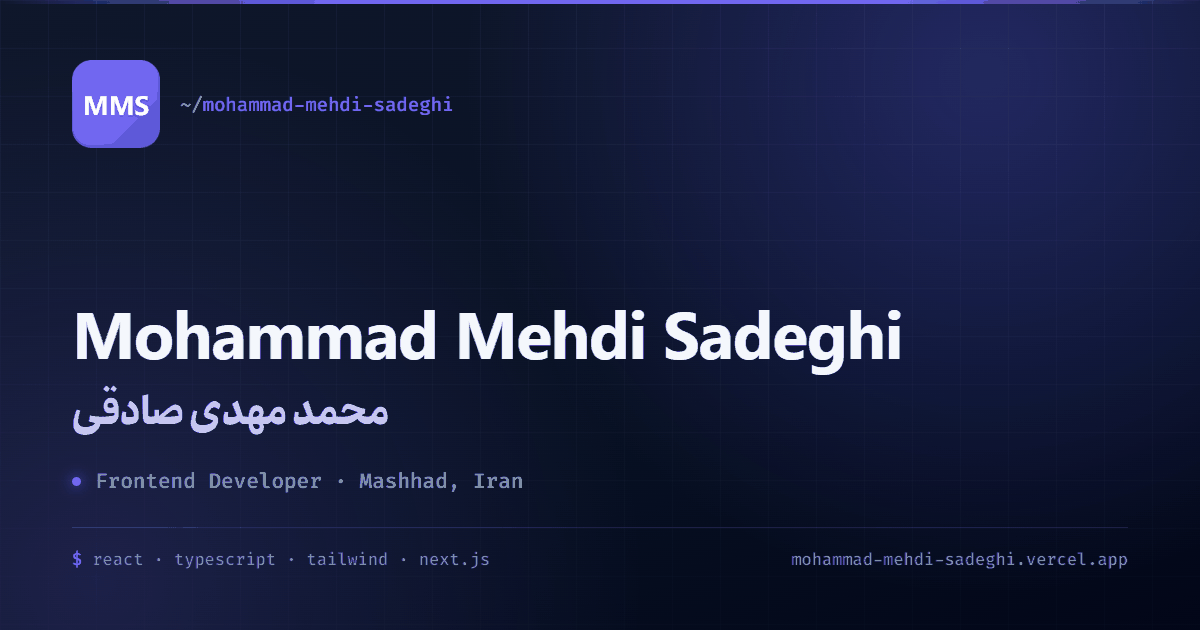 MMS
~/mohammad-mehdi-sadeghi
Mohammad Mehdi Sadeghi
محمد مهدی صادقی
Frontend Developer · Mashhad, Iran
$ react · typescript · tailwind · next.js
mohammad-mehdi-sadeghi.vercel.app